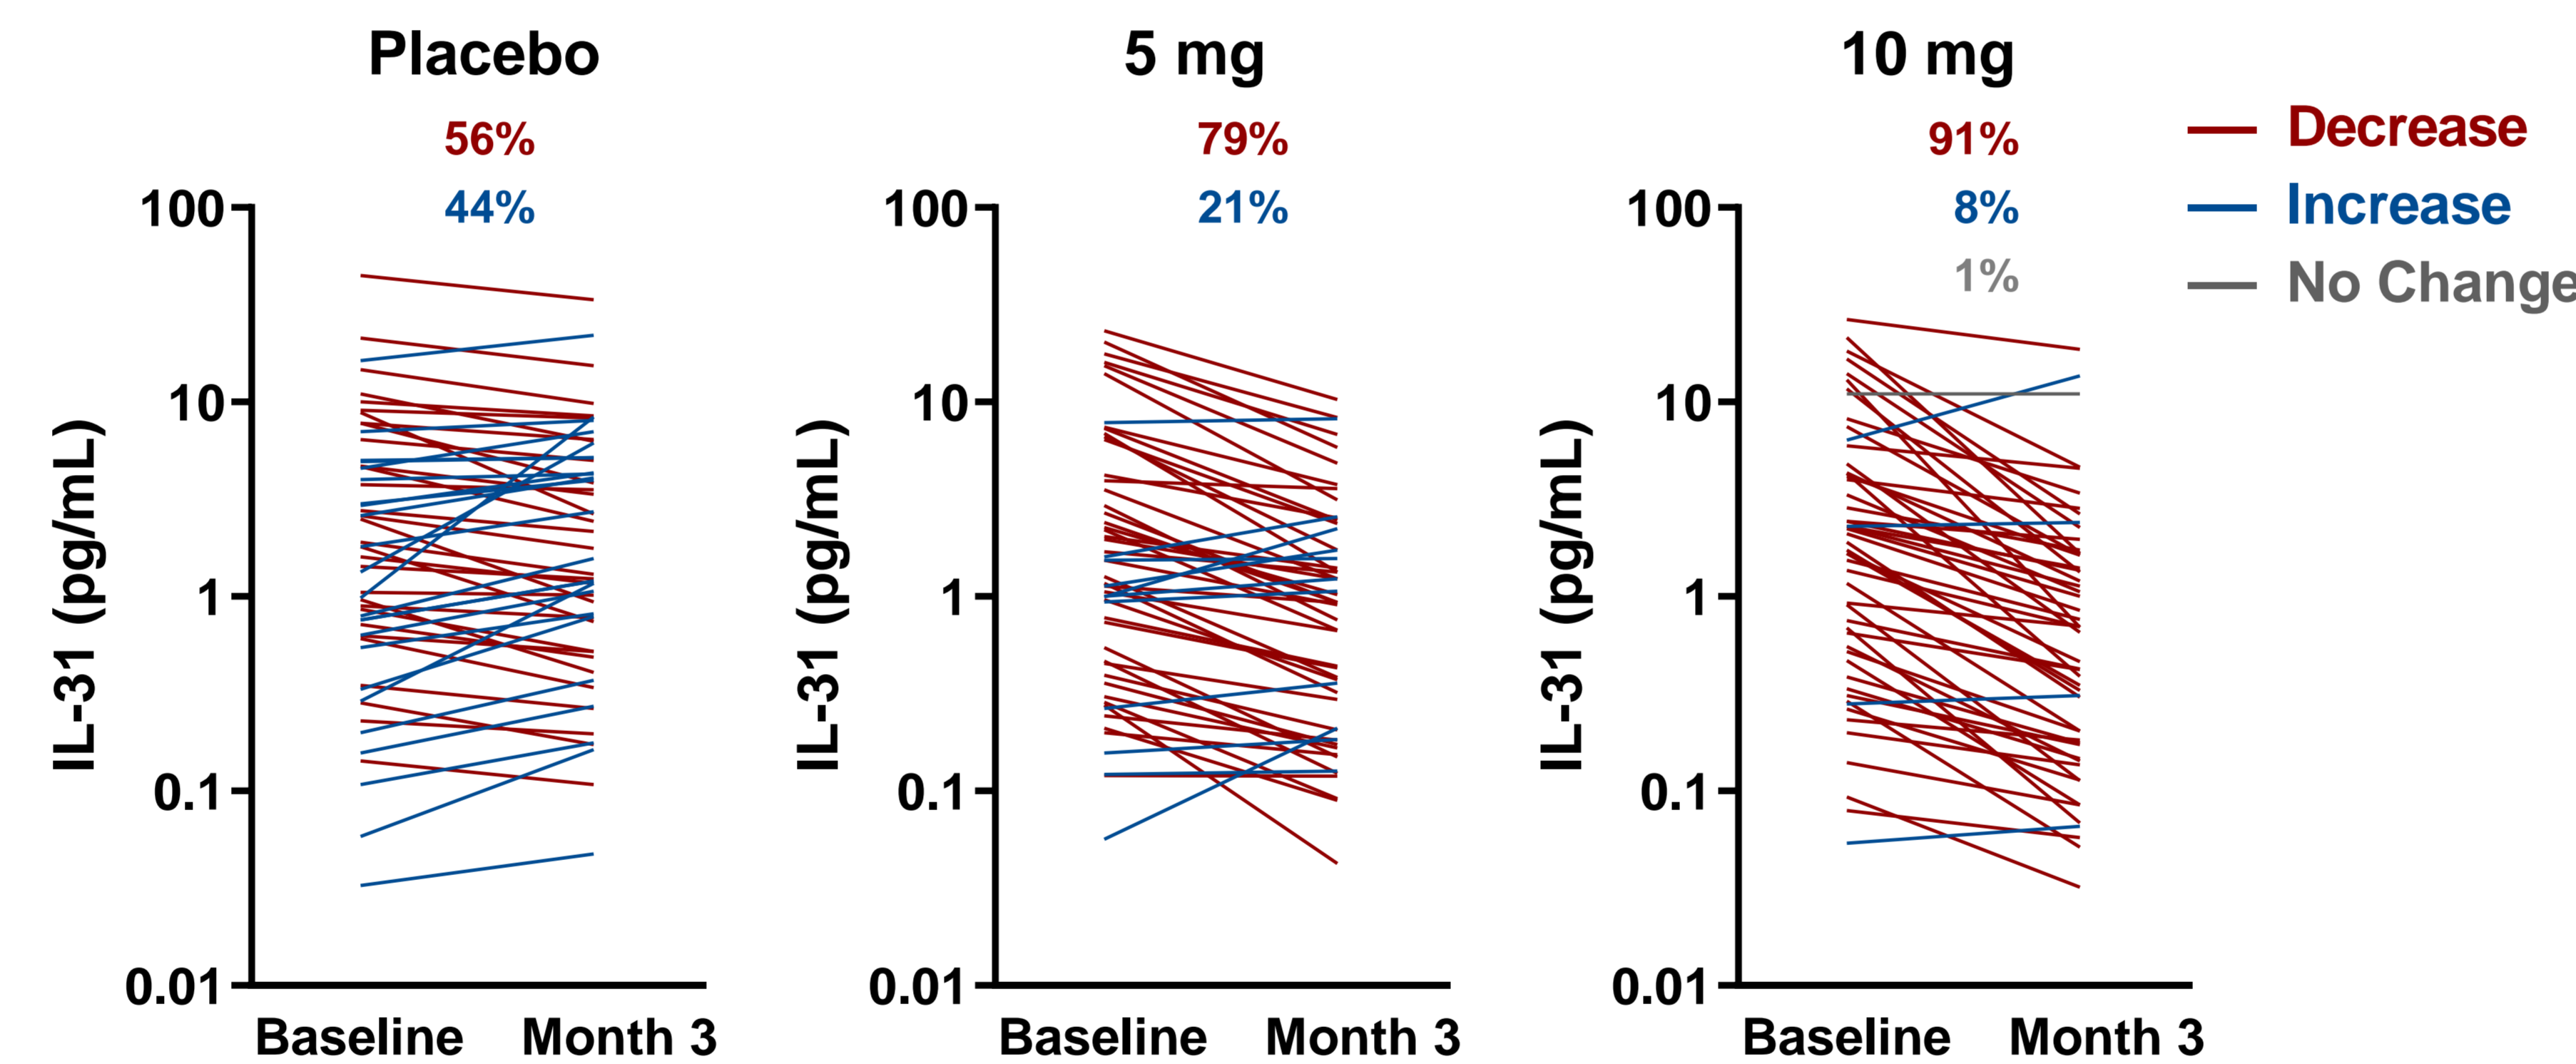 Placebo
56%
44%
100
10
1
0.1
0.01
IL-31 (pg/mL)
Baseline
Month 3
5 mg
79%
21%
100
10
1
0.1
0.01
IL-31 (pg/mL)
Baseline
Month 3
10 mg
91%
8%
1%
100
10
1
0.1
0.01
IL-31 (pg/mL)
Baseline
Month 3
Decrease
Increase
No Change